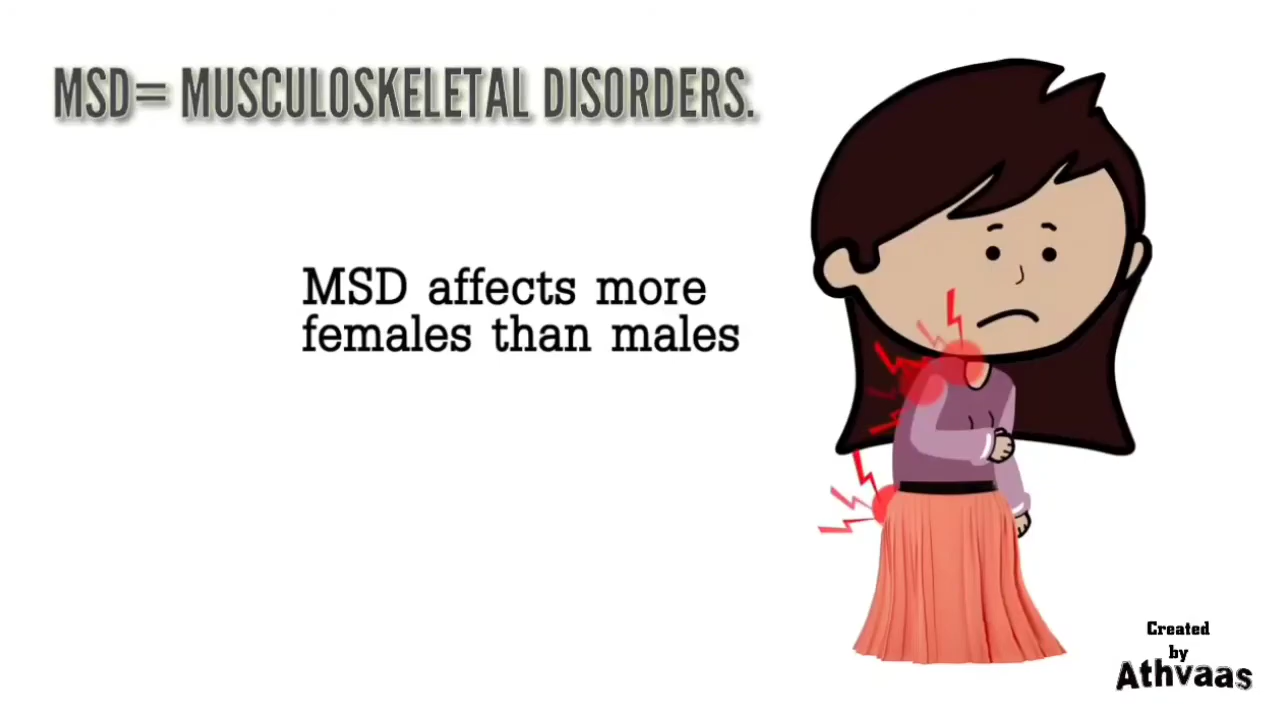 MSD= MUSCULOSKELETAL DISORDERS.
MSD affects more
females than males
Created
by
Athvaas